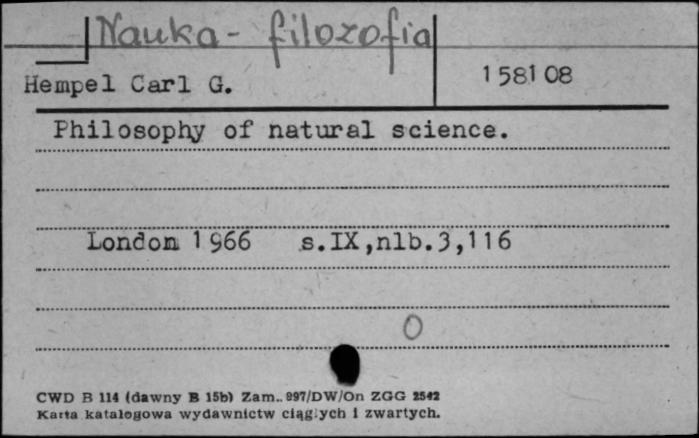 Nauka - filozofia
Hempel Carl G.
158108
Philosophy of natural science.
London 1966 s.IX,nlb.3,116
0
CWD B 114 (dawny B 15b) Zam.. 997/DW/On ZGG 2542
Karta katalogowa wydawnictw ciągłych i zwartych.